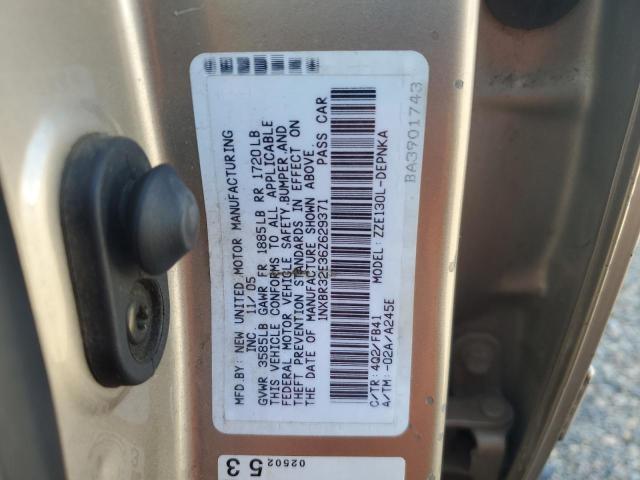 MFD.BY: NEW UNITED MOTOR MANUFACTURING
INC. 11/05
GVWR 3585LB GAWR FR 1885LB RR 1720LB
THIS VEHICLE CONFORMS TO ALL APPLICABLE
FEDERAL MOTOR VEHICLE SAFETY,BUMPER,AND
THEFT PREVENTION STANDARDS IN EFFECT ON
THE DATE OF MANUFACTURE SHOWN ABOVE.
1NXBR32E36Z629371 PASS CAR
MODEL: ZZE130L-DEPNKA
C/TR: 4Q2/FB41
A/TM: -02A/A245E
BA3901743
02502
53